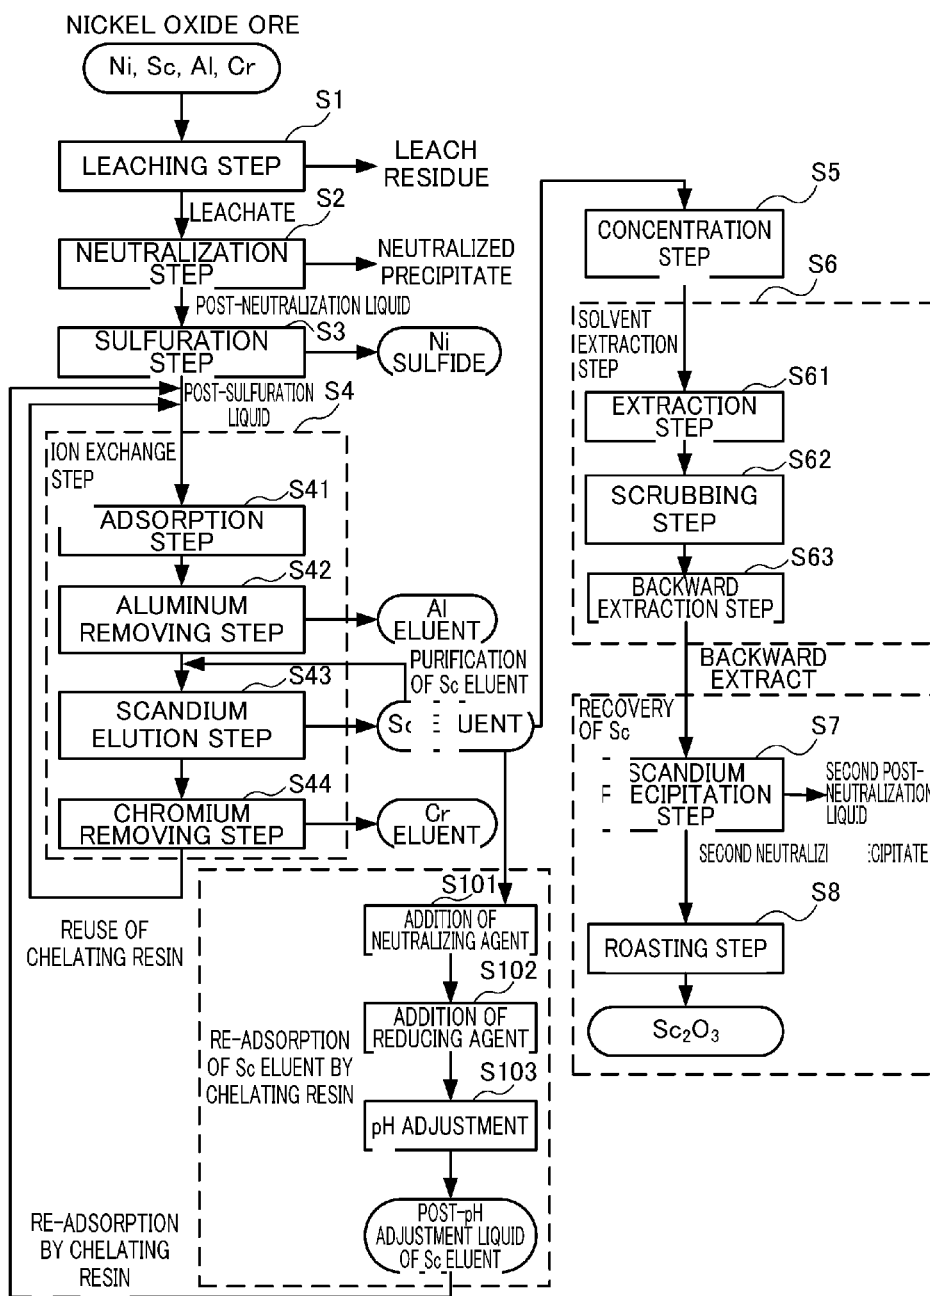 NICKEL OXIDE ORE
Ni, Sc, Al, Cr
S1
LEACHING STEP
LEACH
RESIDUE
LEACHATE
S2
NEUTRALIZATION
STEP
NEUTRALIZED
PRECIPITATE
POST-NEUTRALIZATION LIQUID
S3
SULFURATION
STEP
Ni
SULFIDE
POST-SULFURATION
LIQUID
S4
ION EXCHANGE
STEP
S41
ADSORPTION
STEP
S42
ALUMINUM
REMOVING STEP
Al
ELUENT
PURIFICATION
OF Sc ELUENT
S43
SCANDIUM
ELUTION STEP
Sc ELUENT
S44
CHROMIUM
REMOVING STEP
Cr
ELUENT
REUSE OF
CHELATING RESIN
S101
ADDITION OF
NEUTRALIZING AGENT
S102
ADDITION OF
REDUCING AGENT
RE-ADSORPTION
OF Sc ELUENT BY
CHELATING RESIN
S103
pH ADJUSTMENT
POST-pH
ADJUSTMENT LIQUID
OF Sc ELUENT
RE-ADSORPTION
BY CHELATING
RESIN
S5
CONCENTRATION
STEP
S6
SOLVENT
EXTRACTION
STEP
S61
EXTRACTION
STEP
S62
SCRUBBING
STEP
S63
BACKWARD
EXTRACTION STEP
BACKWARD
EXTRACT
RECOVERY
OF Sc
S7
SCANDIUM
P ECIPITATION
STEP
SECOND POST-
NEUTRALIZATION
LIQUID
SECOND NEUTRALIZI ECIPITATE
S8
ROASTING STEP
Sc₂O₃